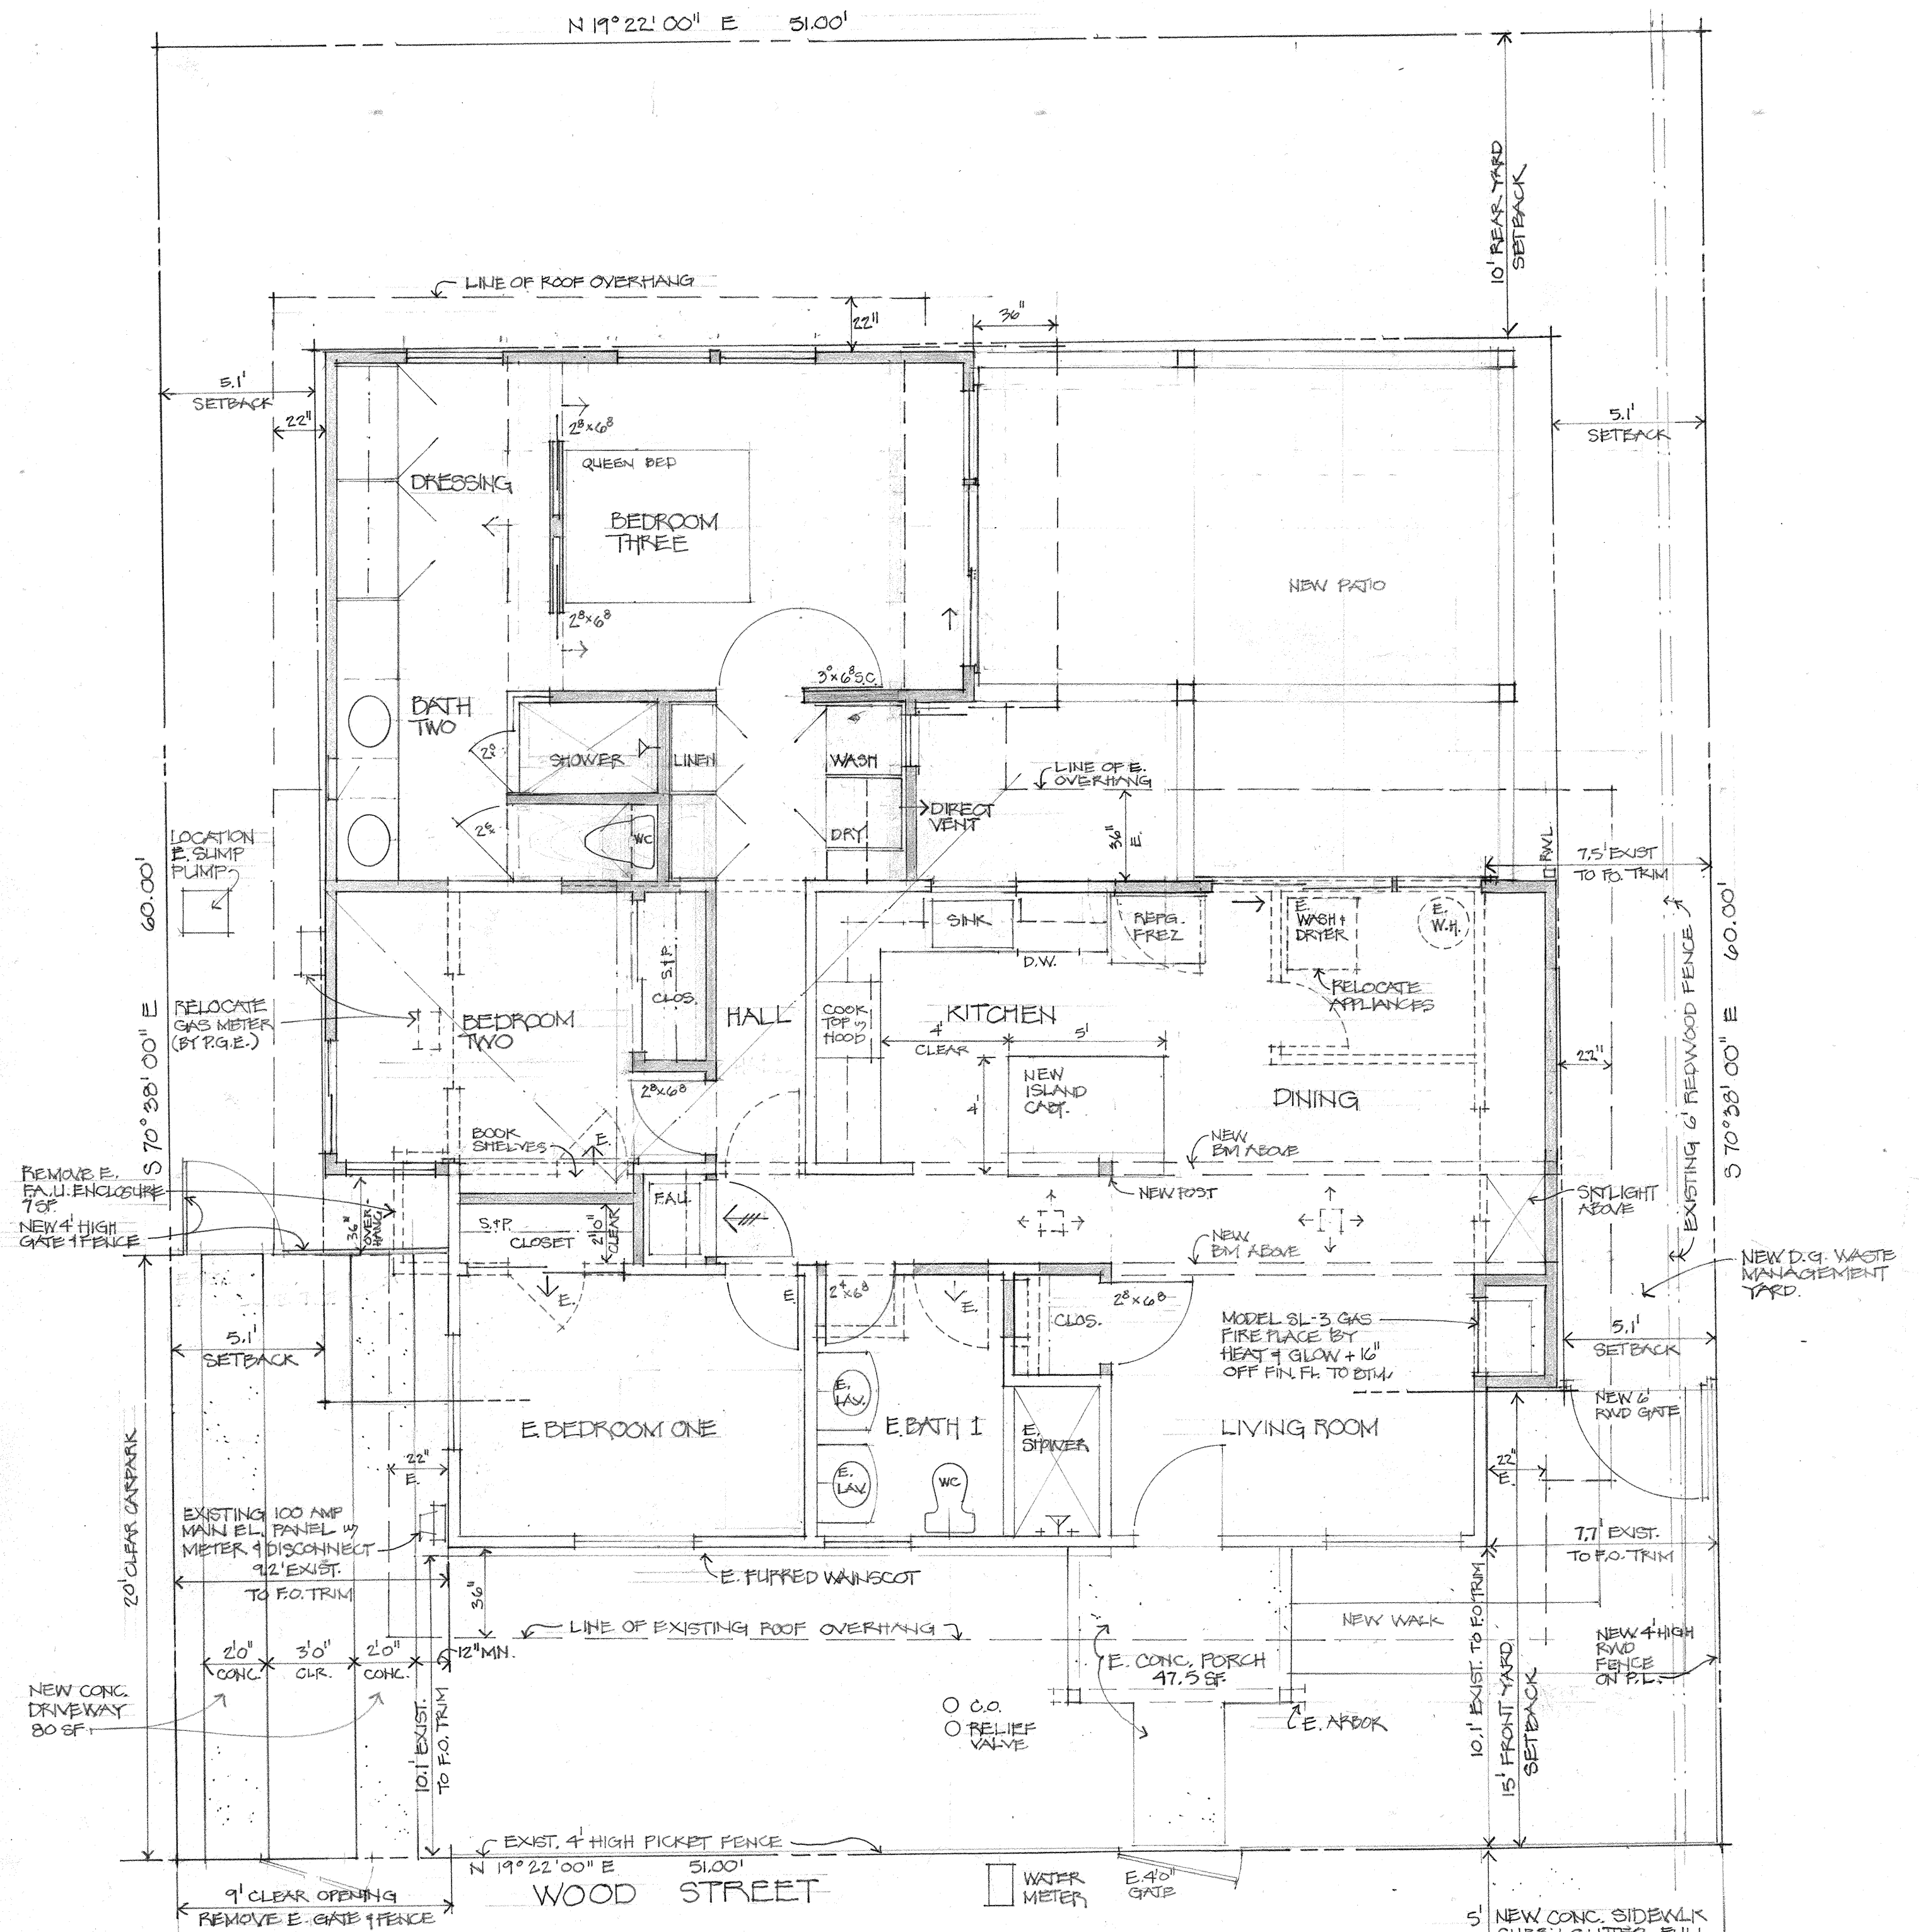 N 19° 22' 00" E 51.00'
10' REAR YARD
SETBACK
LINE OF ROOF OVERHANG
22"
36"
5.1'
SETBACK
22"
5.1'
SETBACK
2⁸x6⁸
QUEEN BED
DRESSING
BEDROOM
THREE
NEW PATIO
2⁸x6⁸
3⁰x6⁸ S.C.
BATH
TWO
2⁰
SHOWER
LINEN
WASH
LINE OF E.
OVERHANG
DIRECT
VENT
2⁶
WC
DRY
36"
E.
RWL
7.5' EXIST
TO F.O. TRIM
LOCATION
E. SUMP
PUMP
60.00'
S 70° 38' 00" E
60.00'
S 70° 38' 00" E
SINK
D.W.
REFG.
FREZ
E.
WASH &
DRYER
E.
W.H.
RELOCATE
APPLIANCES
S.&P.
CLOS.
RELOCATE
GAS METER
(BY P.G.E.)
BEDROOM
TWO
HALL
COOK
TOP W/
HOOD
KITCHEN
4'
CLEAR
5'
NEW
ISLAND
CABT.
4'
22"
EXISTING 6' REDWOOD FENCE
DINING
2⁸x6⁸
BOOK
SHELVES
E.
NEW
BM ABOVE
REMOVE E.
F.A.U. ENCLOSURE
7 SF.
NEW 4' HIGH
GATE & FENCE
36"
OVER-
HANG
F.A.U.
NEW POST
SKYLIGHT
ABOVE
S.&P.
CLOSET
2'0"
CLEAR
NEW
BM ABOVE
NEW D.G. WASTE
MANAGEMENT
YARD.
E.
E.
2⁴x6⁸
E.
CLOS.
2⁸x6⁸
MODEL SL-3 GAS
FIRE PLACE BY
HEAT & GLOW + 16"
OFF FIN. FL. TO BTM.
5.1'
SETBACK
5.1'
SETBACK
NEW 6'
RWD GATE
E.
LAV.
E. BEDROOM ONE
E. BATH 1
E.
SHOWER
LIVING ROOM
20' CLEAR CARPARK
22"
E.
E.
LAV.
WC
22"
E.
EXISTING 100 AMP
MAIN EL. PANEL W/
METER & DISCONNECT
9.2' EXIST.
TO F.O. TRIM
7.7' EXIST.
TO F.O. TRIM
E. FURRED WAINSCOT
36"
LINE OF EXISTING ROOF OVERHANG
NEW WALK
2'0"
CONC.
3'0"
CLR.
2'0"
CONC.
12" MN.
E. CONC. PORCH
47.5 SF.
NEW 4' HIGH
RWD
FENCE
ON P.L.
NEW CONC.
DRIVEWAY
80 SF.
10.1' EXIST.
TO F.O. TRIM
C.O.
RELIEF
VALVE
E. ARBOR
10.1' EXIST. TO F.O TRIM
15' FRONT YARD
SETBACK
EXIST. 4' HIGH PICKET FENCE
N 19° 22' 00" E 51.00'
WOOD STREET
WATER
METER
E. 4'0"
GATE
9' CLEAR OPENING
REMOVE E. GATE & FENCE
5' NEW CONC. SIDEWLK